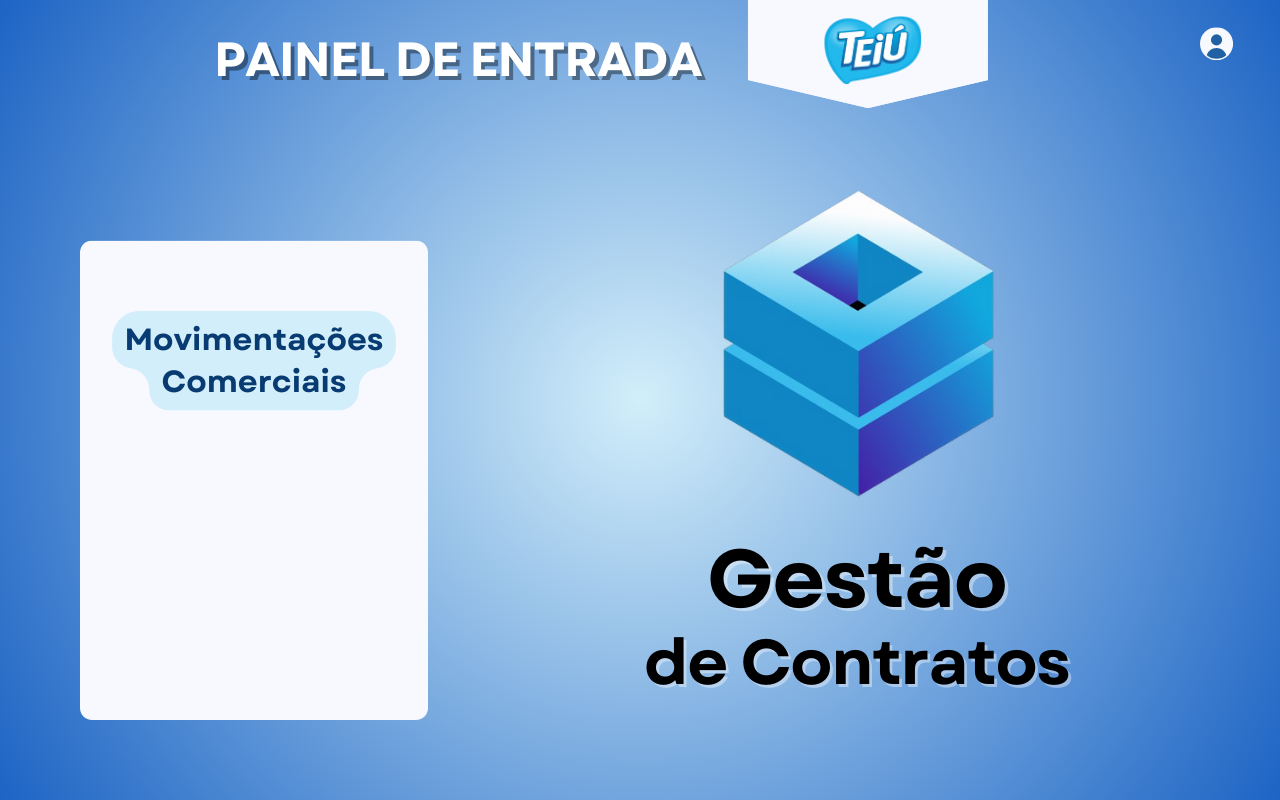 PAINEL DE ENTRADA
TEIÚ
Movimentações
Comerciais
Gestão
de Contratos